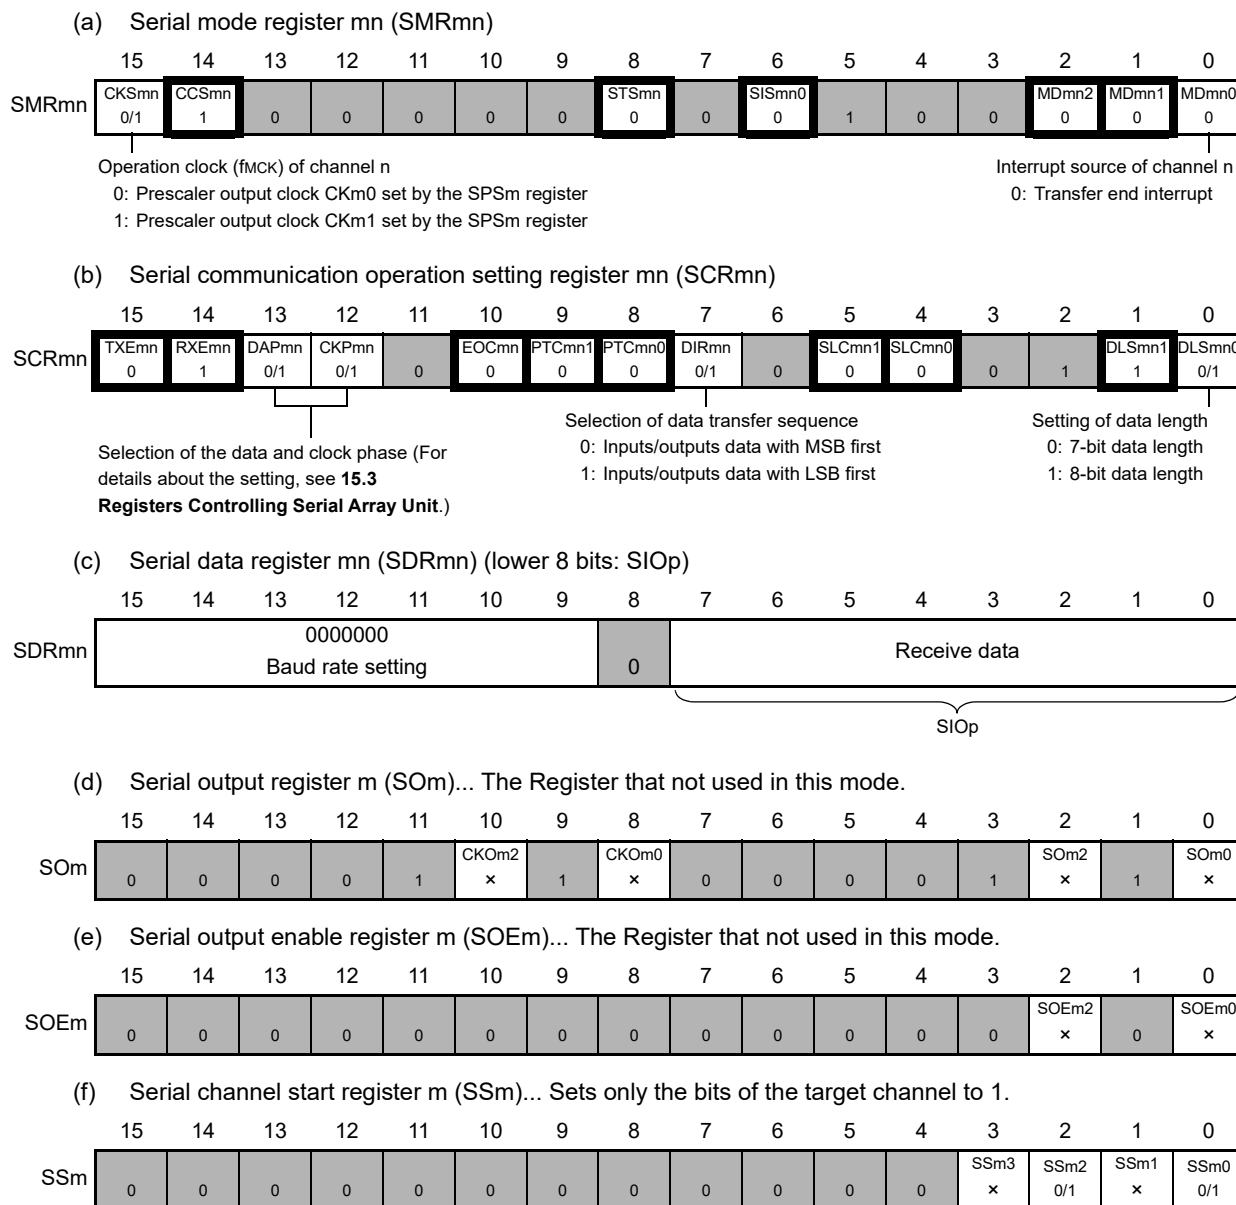 (a) Serial mode register mn (SMRmn)
15 14 13 12 11 10 9 8 7 6 5 4 3 2 1 0
SMRmn
CKSmn CCSmn STSmn SISmn0 MDmn2 MDmn1 MDmn0
0/1 1 0 0 0 0 0 0 0 0 1 0 0 0 0 0
Operation clock (fMCK) of channel n
0: Prescaler output clock CKm0 set by the SPSm register
1: Prescaler output clock CKm1 set by the SPSm register
Interrupt source of channel n
0: Transfer end interrupt
(b) Serial communication operation setting register mn (SCRmn)
15 14 13 12 11 10 9 8 7 6 5 4 3 2 1 0
SCRmn
TXEmn RXEmn DAPmn CKPmn EOCmn PTCmn1 PTCmn0 DIRmn SLCmn1 SLCmn0 DLSmn1 DLSmn0
0 1 0/1 0/1 0 0 0 0 0/1 0 0 0 0 1 1 0/1
Selection of the data and clock phase (For
details about the setting, see 15.3
Registers Controlling Serial Array Unit.)
Selection of data transfer sequence
0: Inputs/outputs data with MSB first
1: Inputs/outputs data with LSB first
Setting of data length
0: 7-bit data length
1: 8-bit data length
(c) Serial data register mn (SDRmn) (lower 8 bits: SIOp)
15 14 13 12 11 10 9 8 7 6 5 4 3 2 1 0
SDRmn
0000000
Baud rate setting
0
Receive data
SIOp
(d) Serial output register m (SOm)... The Register that not used in this mode.
15 14 13 12 11 10 9 8 7 6 5 4 3 2 1 0
SOm
CKOm2 CKOm0 SOm2 SOm0
0 0 0 0 1 × 1 × 0 0 0 0 1 × 1 ×
(e) Serial output enable register m (SOEm)... The Register that not used in this mode.
15 14 13 12 11 10 9 8 7 6 5 4 3 2 1 0
SOEm
SOEm2 SOEm0
0 0 0 0 0 0 0 0 0 0 0 0 0 × 0 ×
(f) Serial channel start register m (SSm)... Sets only the bits of the target channel to 1.
15 14 13 12 11 10 9 8 7 6 5 4 3 2 1 0
SSm
SSm3 SSm2 SSm1 SSm0
0 0 0 0 0 0 0 0 0 0 0 0 × 0/1 × 0/1